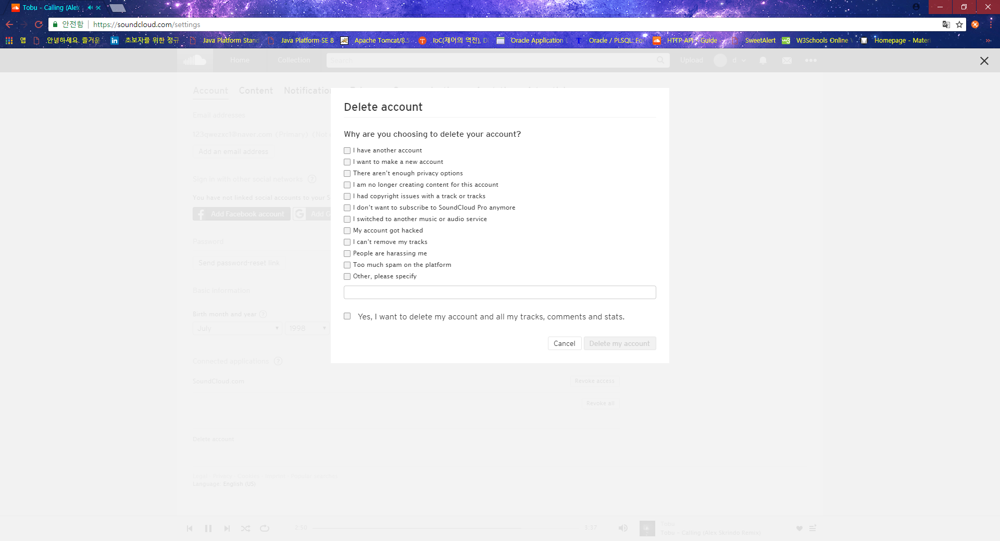 Tobu - Calling (Alex
안전함 https://soundcloud.com/settings
앱 안녕하세요. 즐거운 초보자를 위한 정규 Java Platform Stand Java Platform SE 8 Apache Tomcat/8.5 IoC(제어의 역전), D Oracle Application Oracle / PLSQL: HTTP API - Guide SweetAlert W3Schools Online Homepage - Materi
Home Collection Search Upload d
Account Content Notification
Email addresses
123qwezxc1@naver.com (Primary) (Not
Add an email address
Sign in with other social networks ?
You have not linked social accounts to your S
Add Facebook account Add G
Password
Send password-reset link
Basic information
Birth month and year ?
July 1998
Connected applications ?
SoundCloud.com Revoke access
Revoke all
Delete account
Legal - Privacy - Cookies - Imprint - Popular searches
Language: English (US)
Delete account
Why are you choosing to delete your account?
I have another account
I want to make a new account
There aren’t enough privacy options
I am no longer creating content for this account
I had copyright issues with a track or tracks
I don’t want to subscribe to SoundCloud Pro anymore
I switched to another music or audio service
My account got hacked
I can’t remove my tracks
People are harassing me
Too much spam on the platform
Other, please specify
Yes, I want to delete my account and all my tracks, comments and stats.
Cancel Delete my account
2:50 3:37
Tobu
Tobu - Calling (Alex Skrindo Remix)